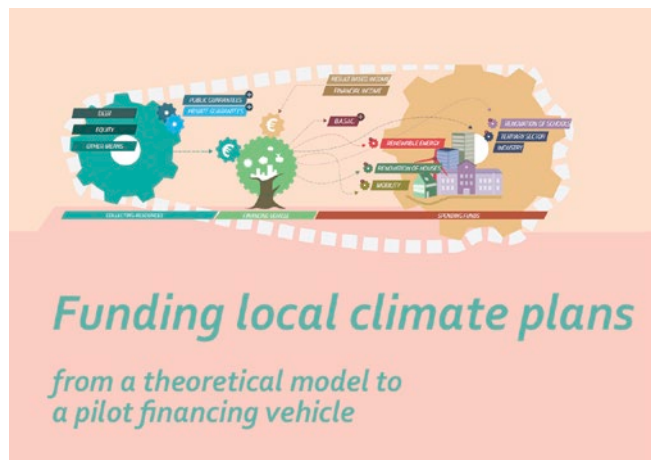 DEBT
EQUITY
OTHER MEANS
PUBLIC GUARANTEES
PRIVATE GUARANTEES
RESULT BASED INCOME
FINANCIAL INCOME
BASIC
RENEWABLE ENERGY
RENOVATION OF HOUSES
MOBILITY
RENOVATION OF SCHOOLS
TERTIARY SECTOR
INDUSTRY
COLLECTING RESOURCES
FINANCING VEHICLE
SPENDING FUNDS
Funding local climate plans
from a theoretical model to
a pilot financing vehicle